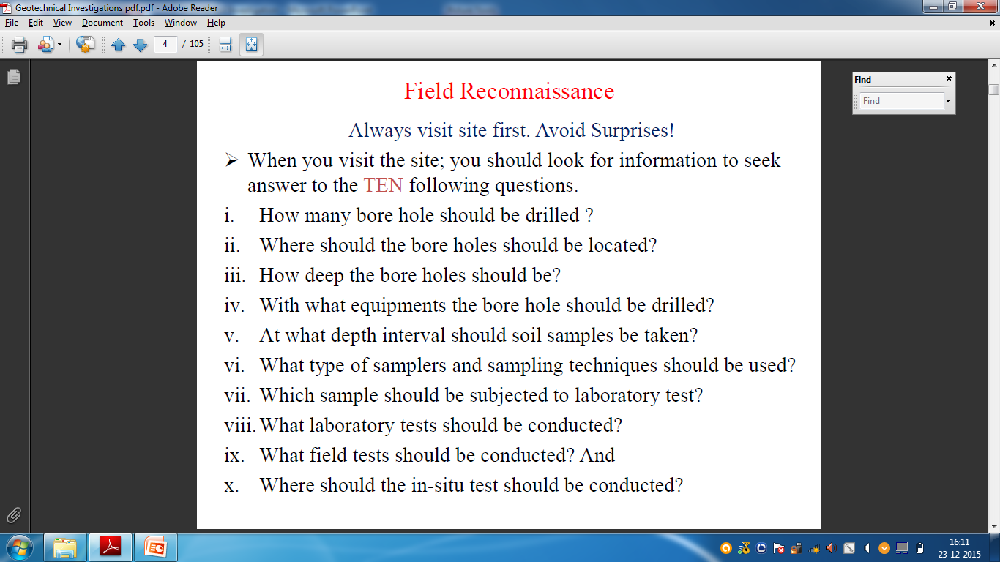 Geotechnical Investigations pdf.pdf - Adobe Reader
File Edit View Document Tools Window Help
4 / 105
Find
Find
Field Reconnaissance
Always visit site first. Avoid Surprises!
➢ When you visit the site; you should look for information to seek
answer to the TEN following questions.
i. How many bore hole should be drilled ?
ii. Where should the bore holes should be located?
iii. How deep the bore holes should be?
iv. With what equipments the bore hole should be drilled?
v. At what depth interval should soil samples be taken?
vi. What type of samplers and sampling techniques should be used?
vii. Which sample should be subjected to laboratory test?
viii. What laboratory tests should be conducted?
ix. What field tests should be conducted? And
x. Where should the in-situ test should be conducted?
16:11
23-12-2015